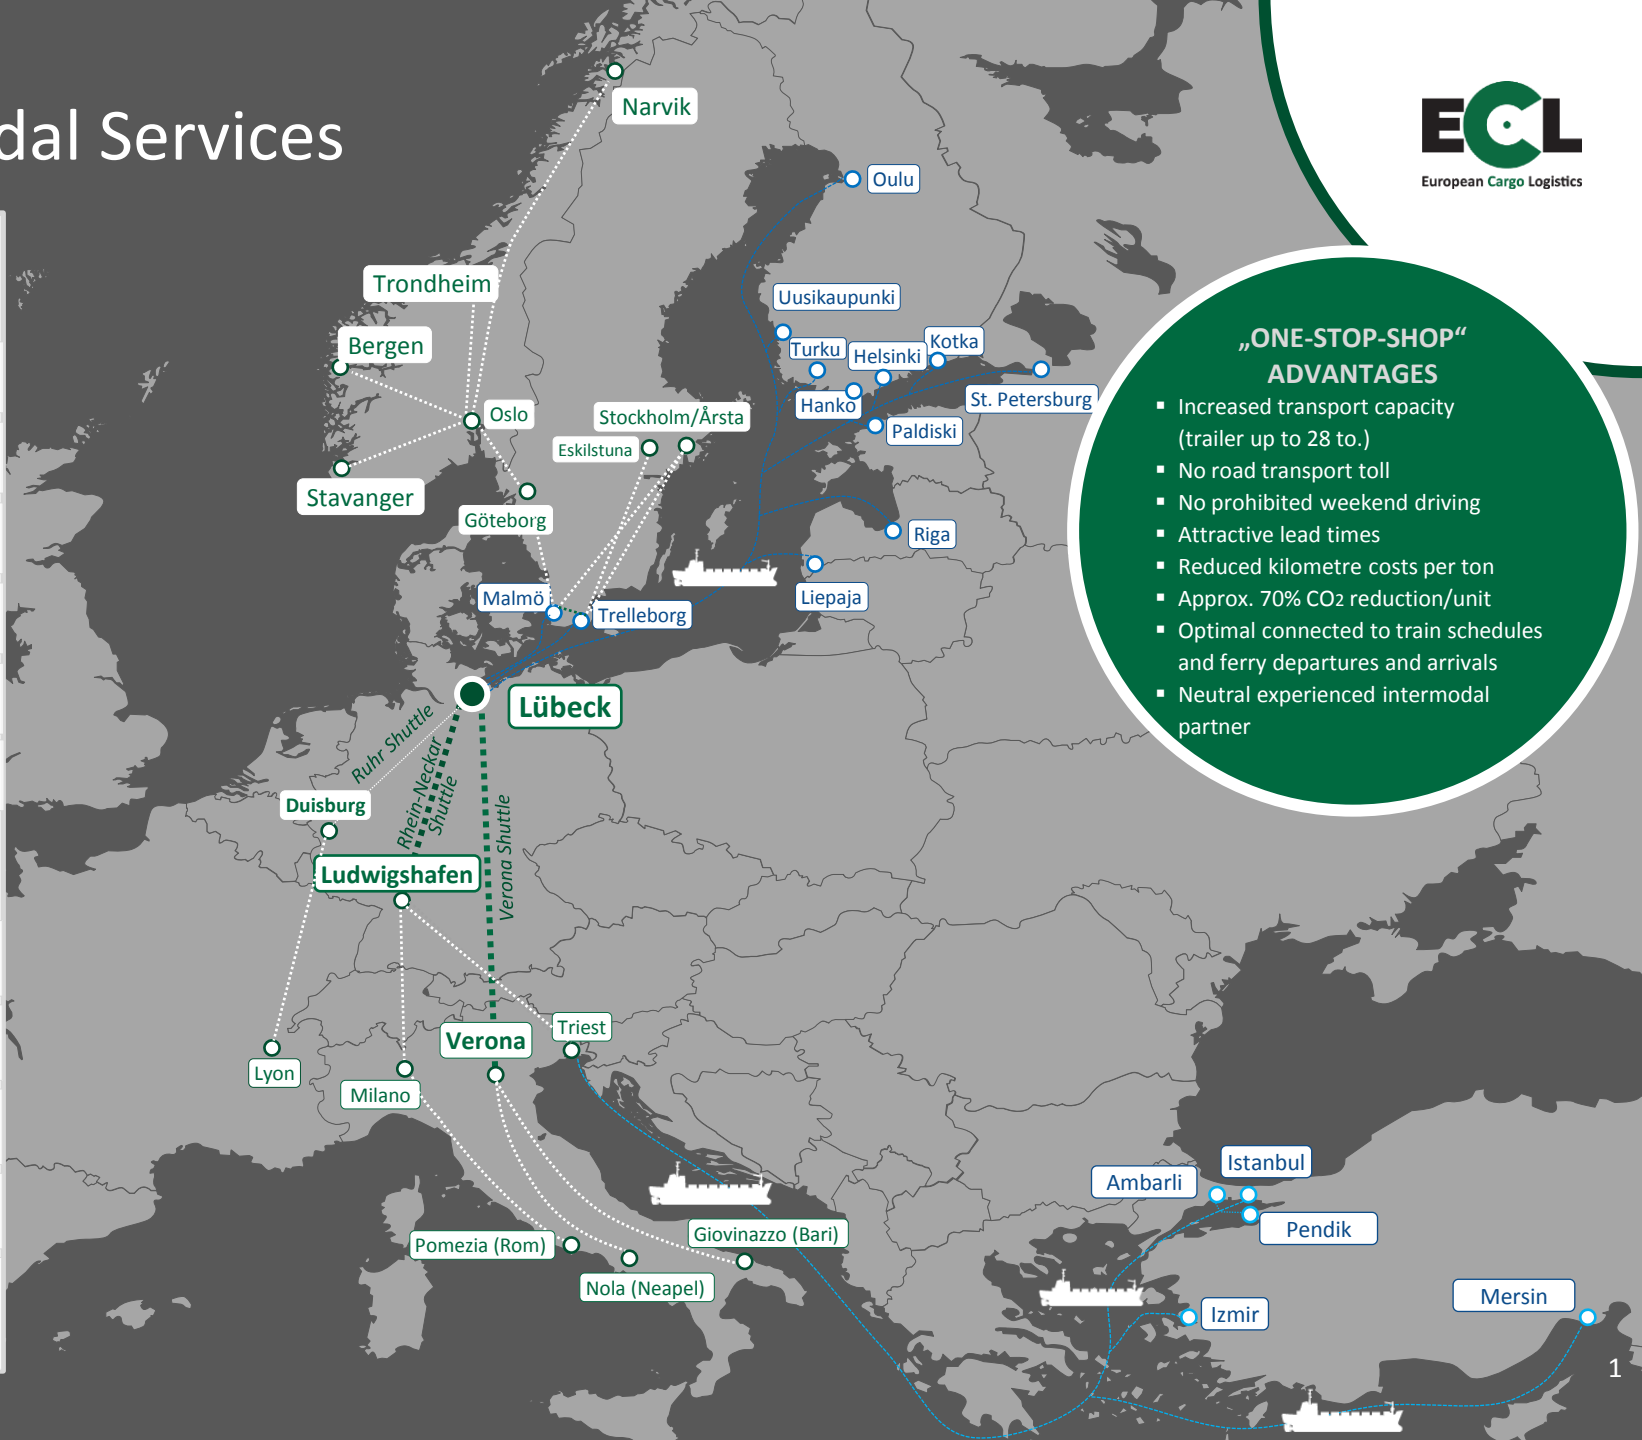 dal Services
ECL
European Cargo Logistics
Narvik
Oulu
Trondheim
Uusikaupunki
Bergen
Turku
Helsinki
Kotka
Hanko
St. Petersburg
Oslo
Stockholm/Årsta
Eskilstuna
Paldiski
Stavanger
Göteborg
Riga
Malmö
Trelleborg
Liepaja
Lübeck
Ruhr Shuttle
Rhein-Neckar
Shuttle
Verona Shuttle
Duisburg
Ludwigshafen
Verona
Triest
Lyon
Milano
Pomezia (Rom)
Nola (Neapel)
Giovinazzo (Bari)
Ambarli
Istanbul
Pendik
Izmir
Mersin
„ONE-STOP-SHOP“
ADVANTAGES
▪ Increased transport capacity
(trailer up to 28 to.)
▪ No road transport toll
▪ No prohibited weekend driving
▪ Attractive lead times
▪ Reduced kilometre costs per ton
▪ Approx. 70% CO2 reduction/unit
▪ Optimal connected to train schedules
and ferry departures and arrivals
▪ Neutral experienced intermodal
partner
1